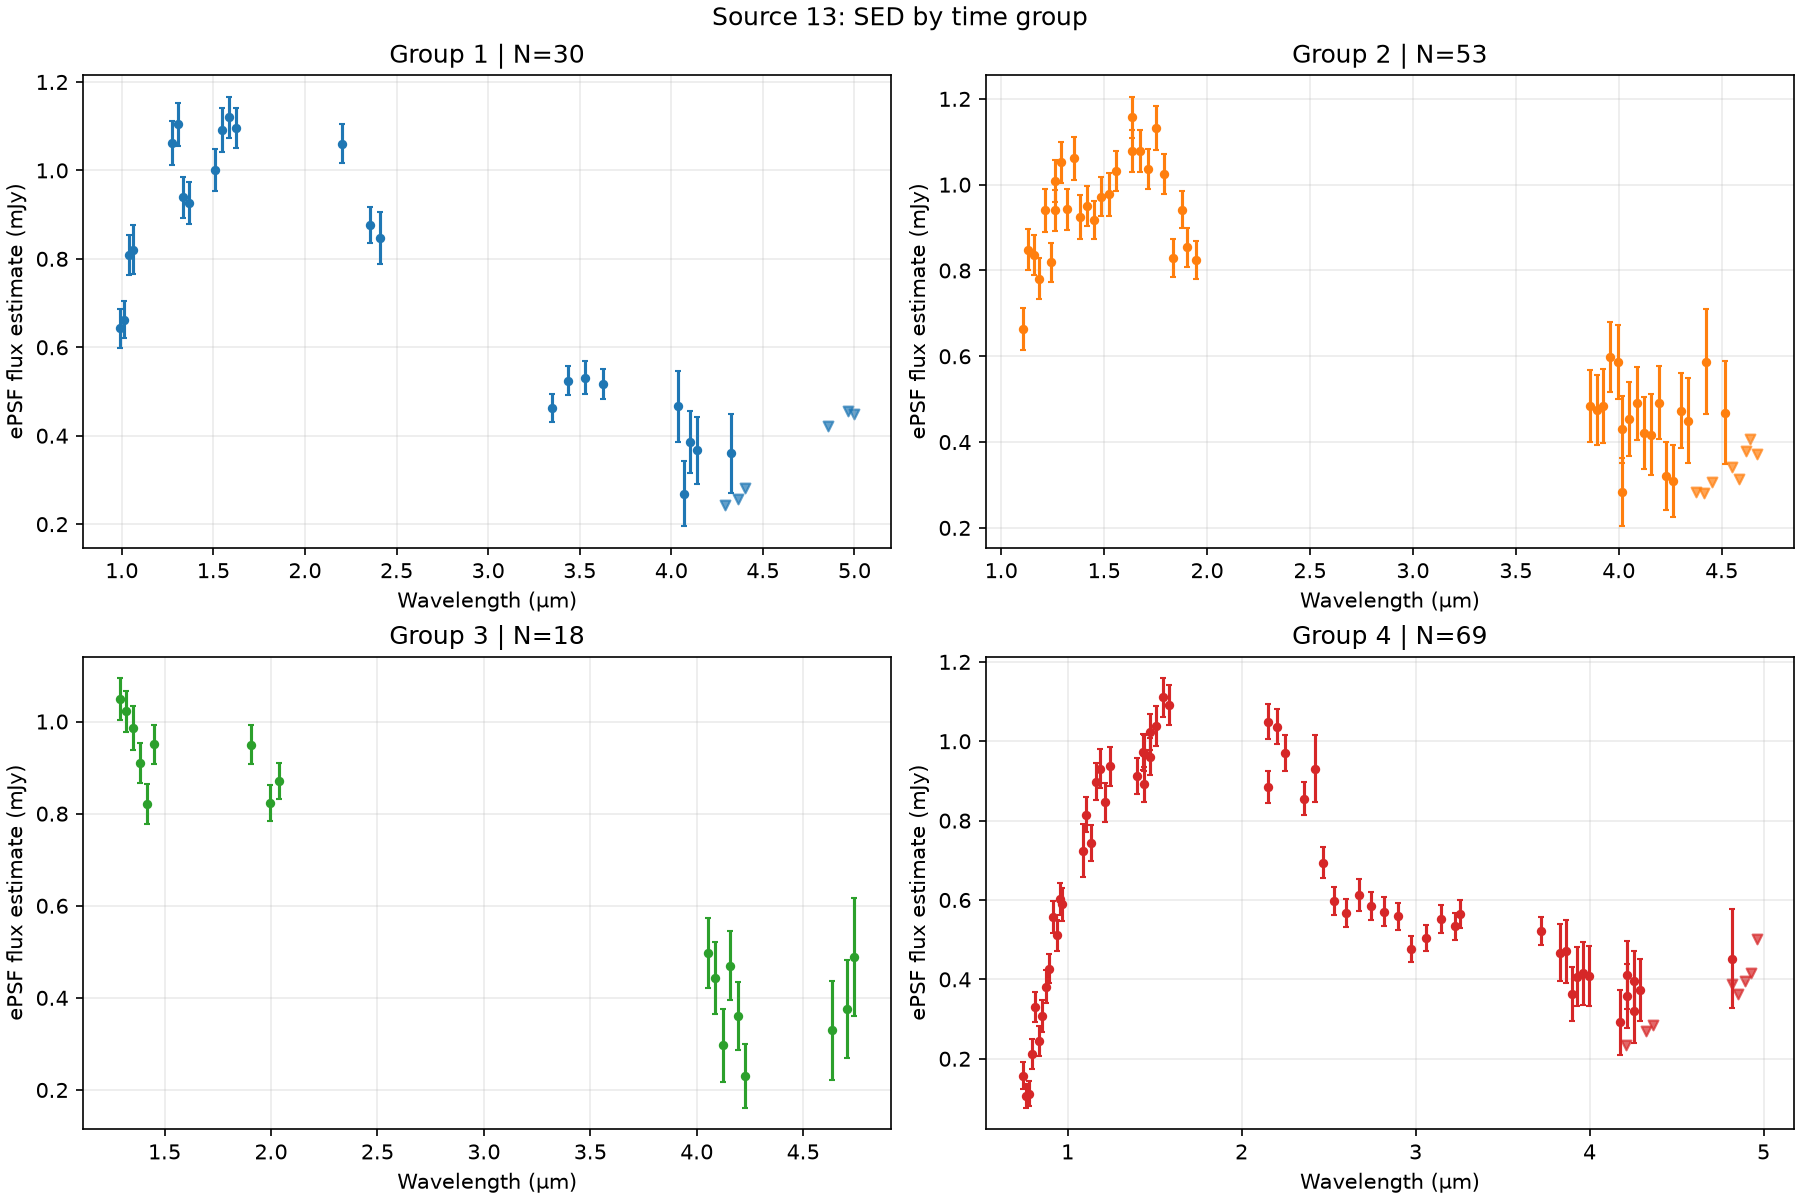 Source 13: SED by time group
Group 1 | N=30
ePSF flux estimate (mJy)
1.2
1.0
0.8
0.6
0.4
0.2
1.0 1.5 2.0 2.5 3.0 3.5 4.0 4.5 5.0
Wavelength (µm)
Group 2 | N=53
ePSF flux estimate (mJy)
1.2
1.0
0.8
0.6
0.4
0.2
1.0 1.5 2.0 2.5 3.0 3.5 4.0 4.5
Wavelength (µm)
Group 3 | N=18
ePSF flux estimate (mJy)
1.0
0.8
0.6
0.4
0.2
1.5 2.0 2.5 3.0 3.5 4.0 4.5
Wavelength (µm)
Group 4 | N=69
ePSF flux estimate (mJy)
1.2
1.0
0.8
0.6
0.4
0.2
1 2 3 4 5
Wavelength (µm)